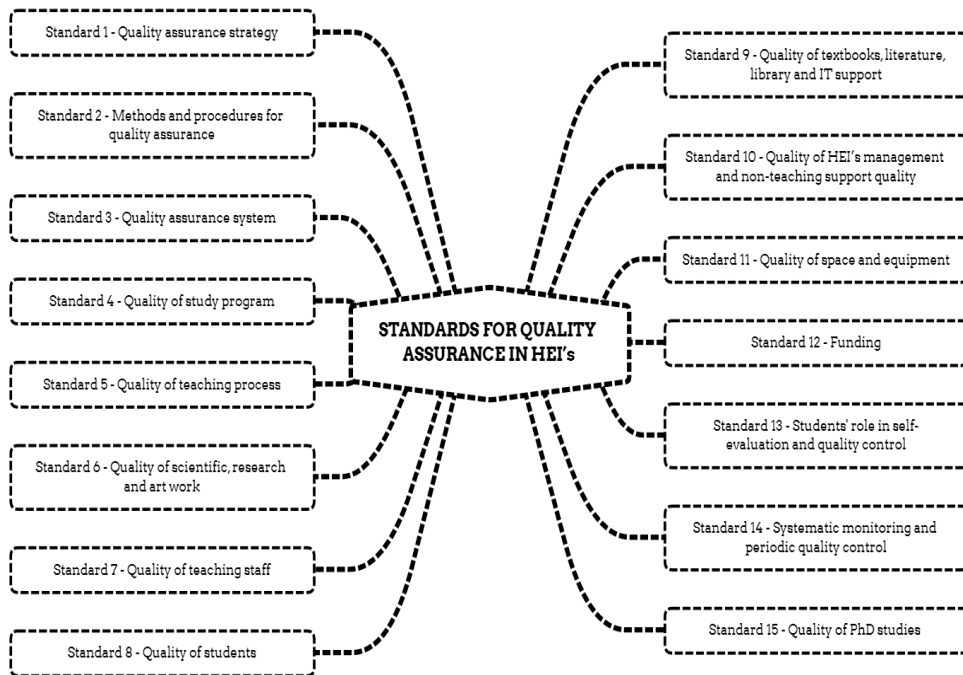 Standard 1 - Quality assurance strategy
Standard 2 - Methods and procedures for
quality assurance
Standard 3 - Quality assurance system
Standard 4 - Quality of study program
Standard 5 - Quality of teaching process
Standard 6 - Quality of scientific, research
and art work
Standard 7 - Quality of teaching staff
Standard 8 - Quality of students
STANDARDS FOR QUALITY
ASSURANCE IN HEI's
Standard 9 - Quality of textbooks, literature,
library and IT support
Standard 10 - Quality of HEI's management
and non-teaching support quality
Standard 11 - Quality of space and equipment
Standard 12 - Funding
Standard 13 - Students' role in self-
evaluation and quality control
Standard 14 - Systematic monitoring and
periodic quality control
Standard 15 - Quality of PhD studies